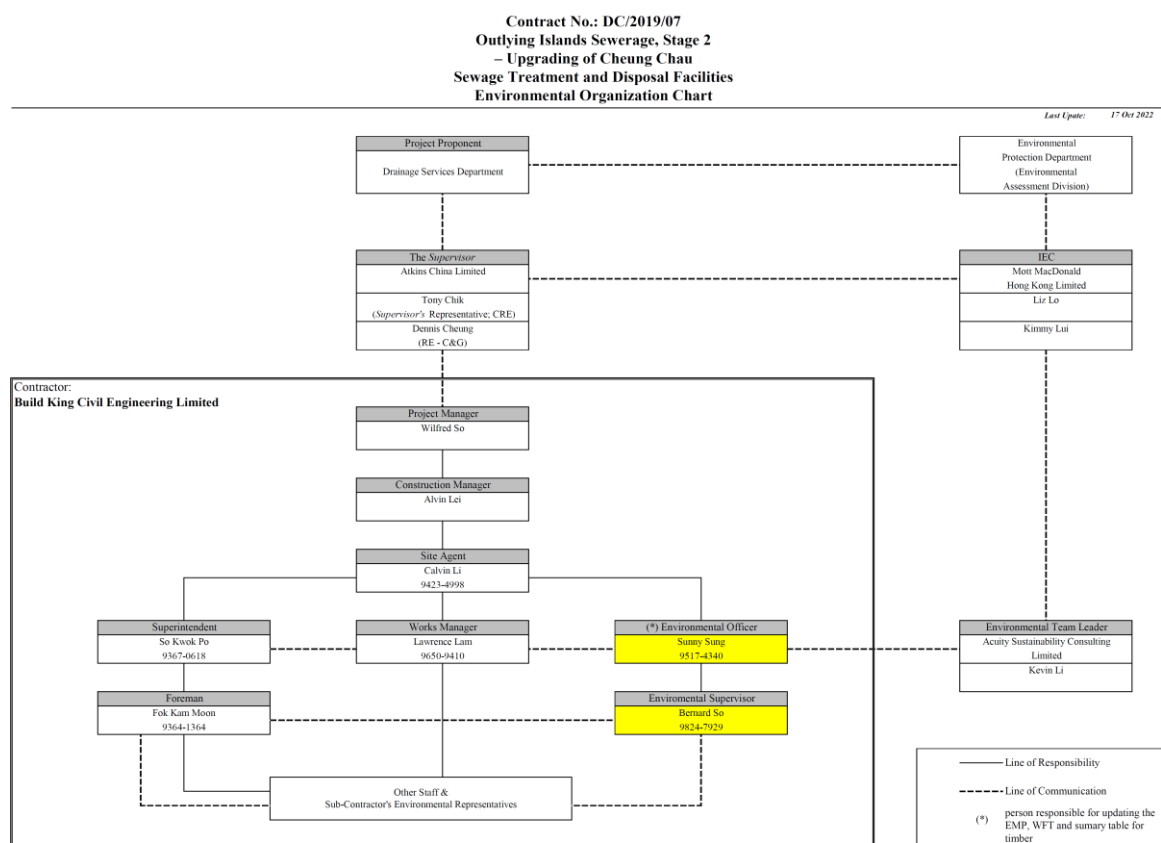 Contract No.: DC/2019/07
Outlying Islands Sewerage, Stage 2
– Upgrading of Cheung Chau
Sewage Treatment and Disposal Facilities
Environmental Organization Chart
Last Upate: 17 Oct 2022
Project Proponent
Drainage Services Department
Environmental
Protection Department
(Environmental
Assessment Division)
The Supervisor
Atkins China Limited
Tony Chik
(Supervisor's Representative; CRE)
Dennis Cheung
(RE - C&G)
IEC
Mott MacDonald
Hong Kong Limited
Liz Lo
Kimmy Lui
Contractor:
Build King Civil Engineering Limited
Project Manager
Wilfred So
Construction Manager
Alvin Lei
Site Agent
Calvin Li
9423-4998
Superintendent
So Kwok Po
9367-0618
Works Manager
Lawrence Lam
9650-9410
(*) Environmental Officer
Sunny Sung
9517-4340
Environmental Team Leader
Acuity Sustainability Consulting
Limited
Kevin Li
Foreman
Fok Kam Moon
9364-1364
Enviromental Supervisor
Bernard So
9824-7929
Other Staff &
Sub-Contractor's Environmental Representatives
Line of Responsibility
Line of Communication
(*) person responsible for updating the
EMP, WFT and sumary table for
timber